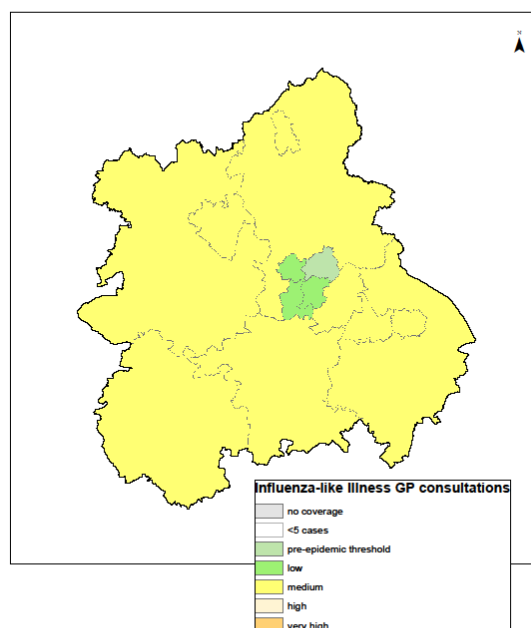 N
Influenza-like Illness GP consultations
no coverage
<5 cases
pre-epidemic threshold
low
medium
high
very high